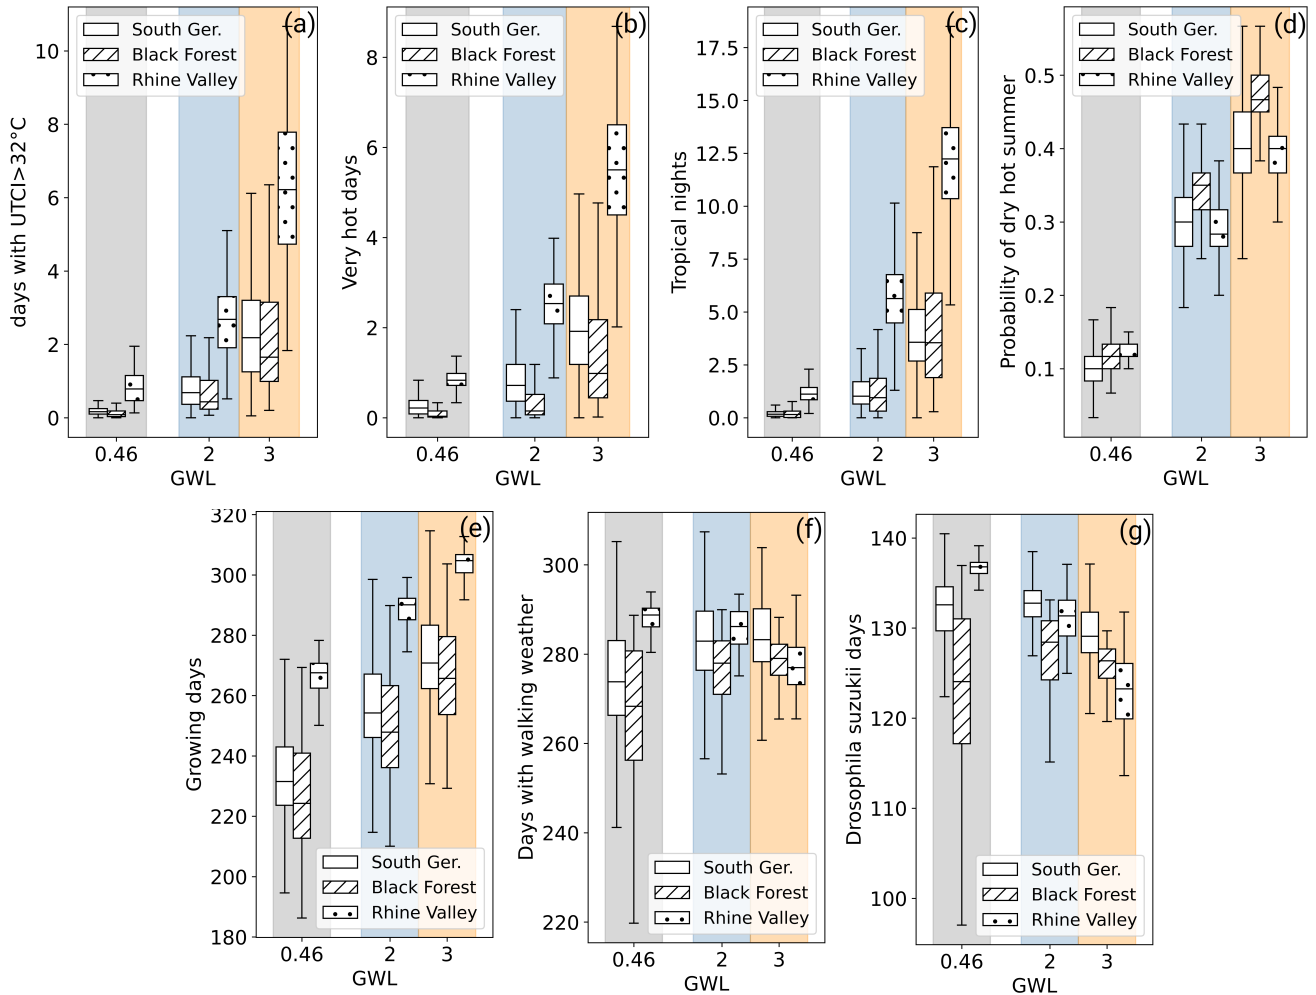 (a)
South Ger.
Black Forest
Rhine Valley
days with UTCI>32°C
10
8
6
4
2
0
0.46 2 3
GWL
(b)
South Ger.
Black Forest
Rhine Valley
Very hot days
8
6
4
2
0
0.46 2 3
GWL
(c)
South Ger.
Black Forest
Rhine Valley
Tropical nights
17.5
15.0
12.5
10.0
7.5
5.0
2.5
0.0
0.46 2 3
GWL
(d)
South Ger.
Black Forest
Rhine Valley
Probability of dry hot summer
0.5
0.4
0.3
0.2
0.1
0.46 2 3
GWL
(e)
Growing days
320
300
280
260
240
220
200
180
South Ger.
Black Forest
Rhine Valley
0.46 2 3
GWL
(f)
Days with walking weather
300
280
260
240
220
South Ger.
Black Forest
Rhine Valley
0.46 2 3
GWL
(g)
Drosophila suzukii days
140
130
120
110
100
South Ger.
Black Forest
Rhine Valley
0.46 2 3
GWL